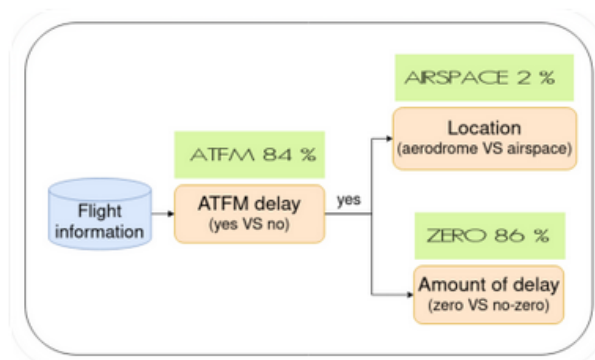 AIRSPACE 2 %
Location
(aerodrome VS airspace)
ATFM 84 %
ATFM delay
(yes VS no)
yes
Flight
information
ZERO 86 %
Amount of delay
(zero VS no-zero)